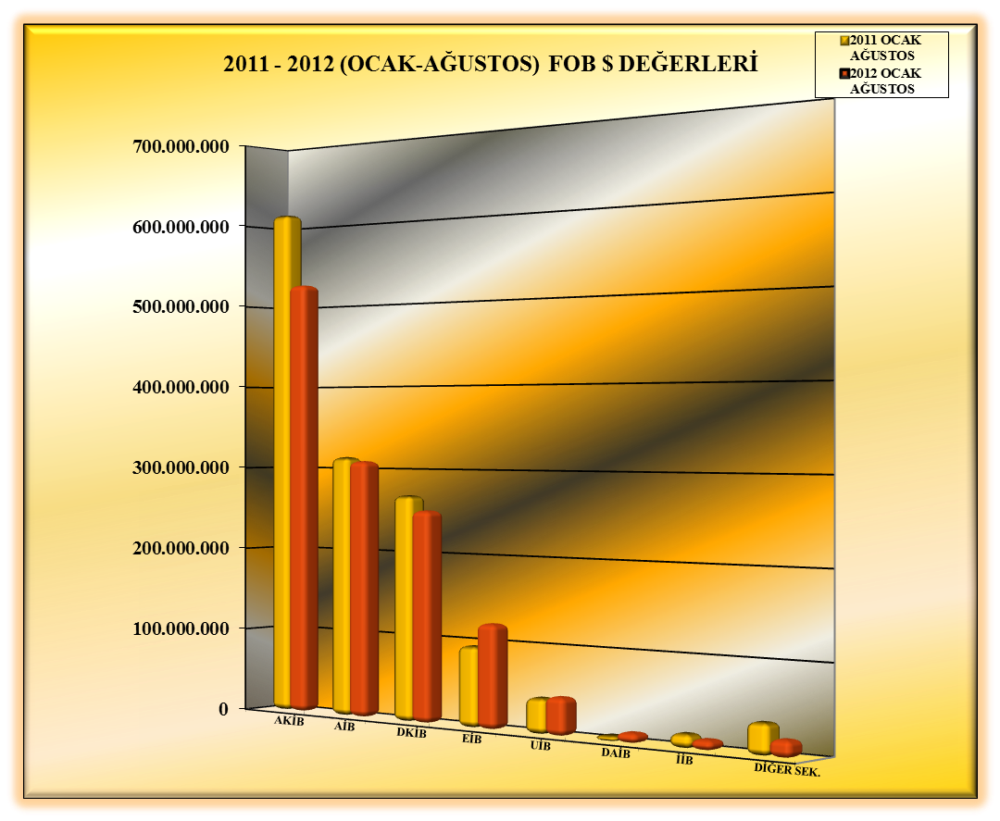 2011 - 2012 (OCAK-AĞUSTOS) FOB $ DEĞERLERİ
2011 OCAK
AĞUSTOS
2012 OCAK
AĞUSTOS
700.000.000
600.000.000
500.000.000
400.000.000
300.000.000
200.000.000
100.000.000
0
AKİB
AİB
DKİB
EİB
UİB
DAİB
İİB
DİĞER SEK.